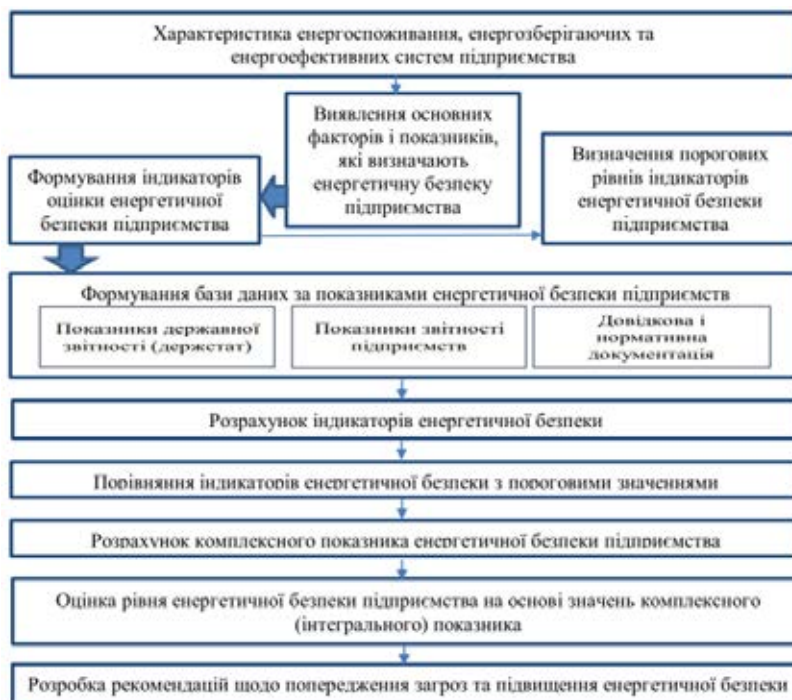 Характеристика енергоспоживання, енергозберігаючих та
енергоефективних систем підприємства
Виявлення основних
факторів і показників,
які визначають
енергетичну безпеку
підприємства
Формування індикаторів
оцінки енергетичної
безпеки підприємства
Визначення порогових
рівнів індикаторів
енергетичної безпеки
підприємства
Формування бази даних за показниками енергетичної безпеки підприємств
Показники державної
звітності (держстат)
Показники звітності
підприємств
Довідкова і
нормативна
документація
Розрахунок індикаторів енергетичної безпеки
Порівняння індикаторів енергетичної безпеки з пороговими значеннями
Розрахунок комплексного показника енергетичної безпеки підприємства
Оцінка рівня енергетичної безпеки підприємства на основі значень комплексного
(інтегрального) показника
Розробка рекомендацій щодо попередження загроз та підвищення енергетичної безпеки